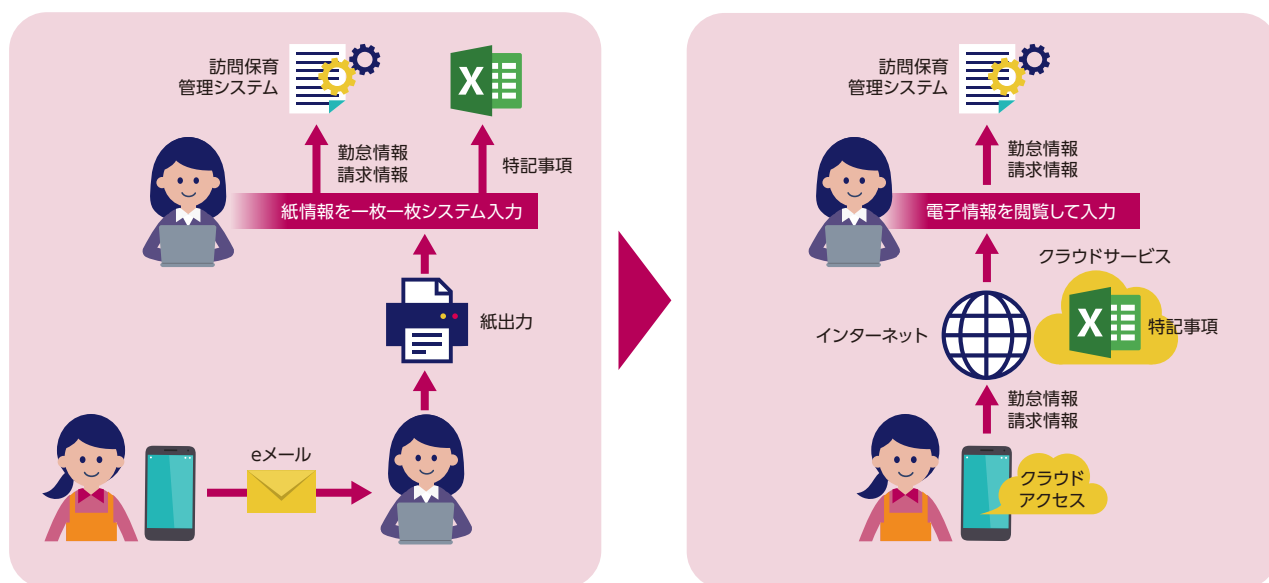 訪問保育
管理システム
X
勤怠情報
請求情報
特記事項
紙情報を一枚一枚システム入力
紙出力
eメール
訪問保育
管理システム
勤怠情報
請求情報
電子情報を閲覧して入力
クラウドサービス
X
特記事項
インターネット
勤怠情報
請求情報
クラウド
アクセス